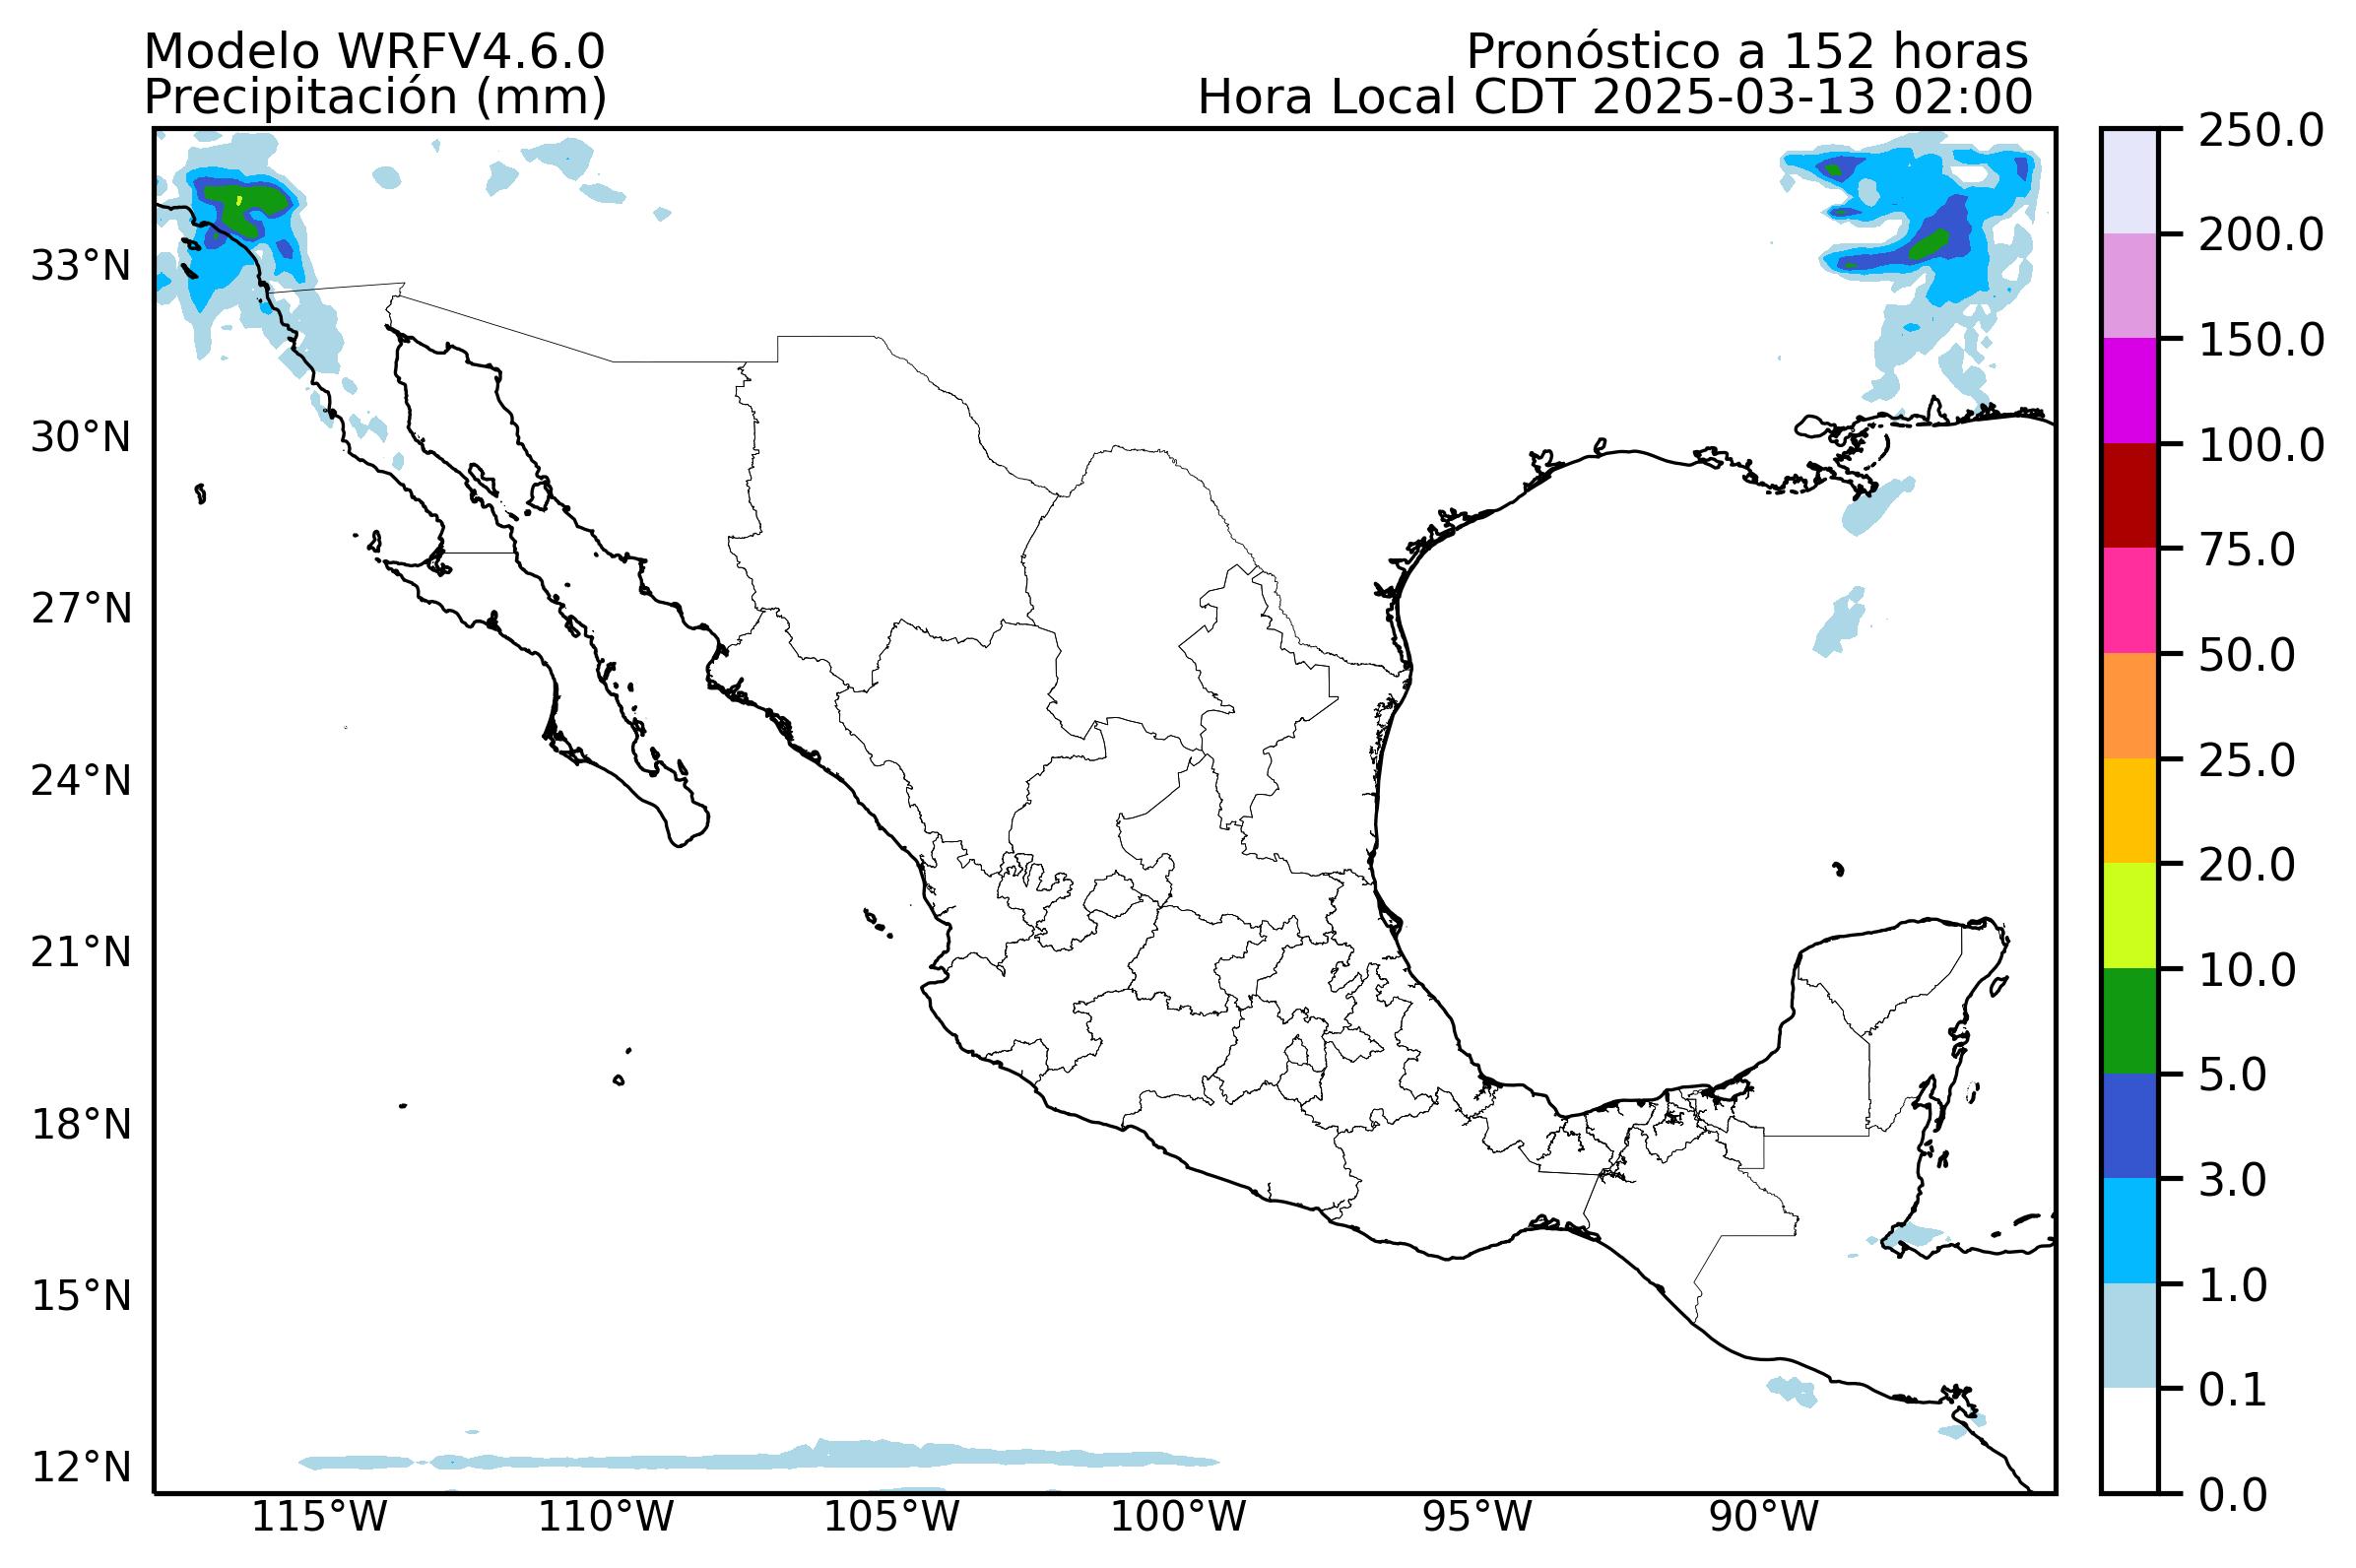 Modelo WRFV4.6.0
Precipitación (mm)
Pronóstico a 152 horas
Hora Local CDT 2025-03-13 02:00
33°N
30°N
27°N
24°N
21°N
18°N
15°N
12°N
115°W
110°W
105°W
100°W
95°W
90°W
250.0
200.0
150.0
100.0
75.0
50.0
25.0
20.0
10.0
5.0
3.0
1.0
0.1
0.0